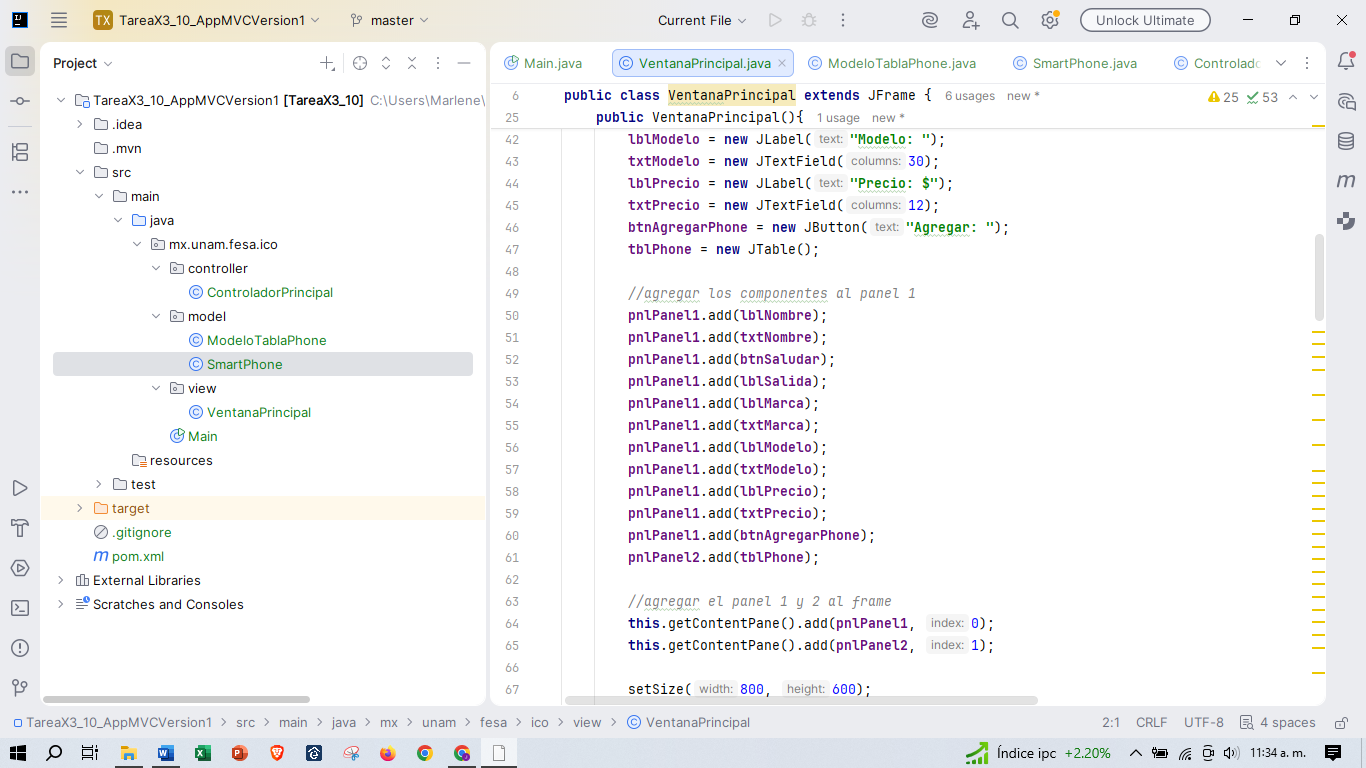 TX TareaX3_10_AppMVCVersion1 master Current File Unlock Ultimate
Project
TareaX3_10_AppMVCVersion1 [TareaX3_10] C:\Users\Marlene\
.idea
.mvn
src
main
java
mx.unam.fesa.ico
controller
ControladorPrincipal
model
ModeloTablaPhone
SmartPhone
view
VentanaPrincipal
Main
resources
test
target
.gitignore
pom.xml
External Libraries
Scratches and Consoles
Main.java VentanaPrincipal.java ModeloTablaPhone.java SmartPhone.java Controlad
6 public class VentanaPrincipal extends JFrame { 6 usages new * 25 53
25 public VentanaPrincipal(){ 1 usage new *
42 lblModelo = new JLabel( text: "Modelo: ");
43 txtModelo = new JTextField( columns: 30);
44 lblPrecio = new JLabel( text: "Precio: $");
45 txtPrecio = new JTextField( columns: 12);
46 btnAgregarPhone = new JButton( text: "Agregar: ");
47 tblPhone = new JTable();
48
49 //agregar los componentes al panel 1
50 pnlPanel1.add(lblNombre);
51 pnlPanel1.add(txtNombre);
52 pnlPanel1.add(btnSaludar);
53 pnlPanel1.add(lblSalida);
54 pnlPanel1.add(lblMarca);
55 pnlPanel1.add(txtMarca);
56 pnlPanel1.add(lblModelo);
57 pnlPanel1.add(txtModelo);
58 pnlPanel1.add(lblPrecio);
59 pnlPanel1.add(txtPrecio);
60 pnlPanel1.add(btnAgregarPhone);
61 pnlPanel2.add(tblPhone);
62
63 //agregar el panel 1 y 2 al frame
64 this.getContentPane().add(pnlPanel1, index: 0);
65 this.getContentPane().add(pnlPanel2, index: 1);
66
67 setSize( width: 800, height: 600);
TareaX3_10_AppMVCVersion1 > src > main > java > mx > unam > fesa > ico > view > VentanaPrincipal 2:1 CRLF UTF-8 4 spaces
Índice ipc +2.20% 11:34 a. m.